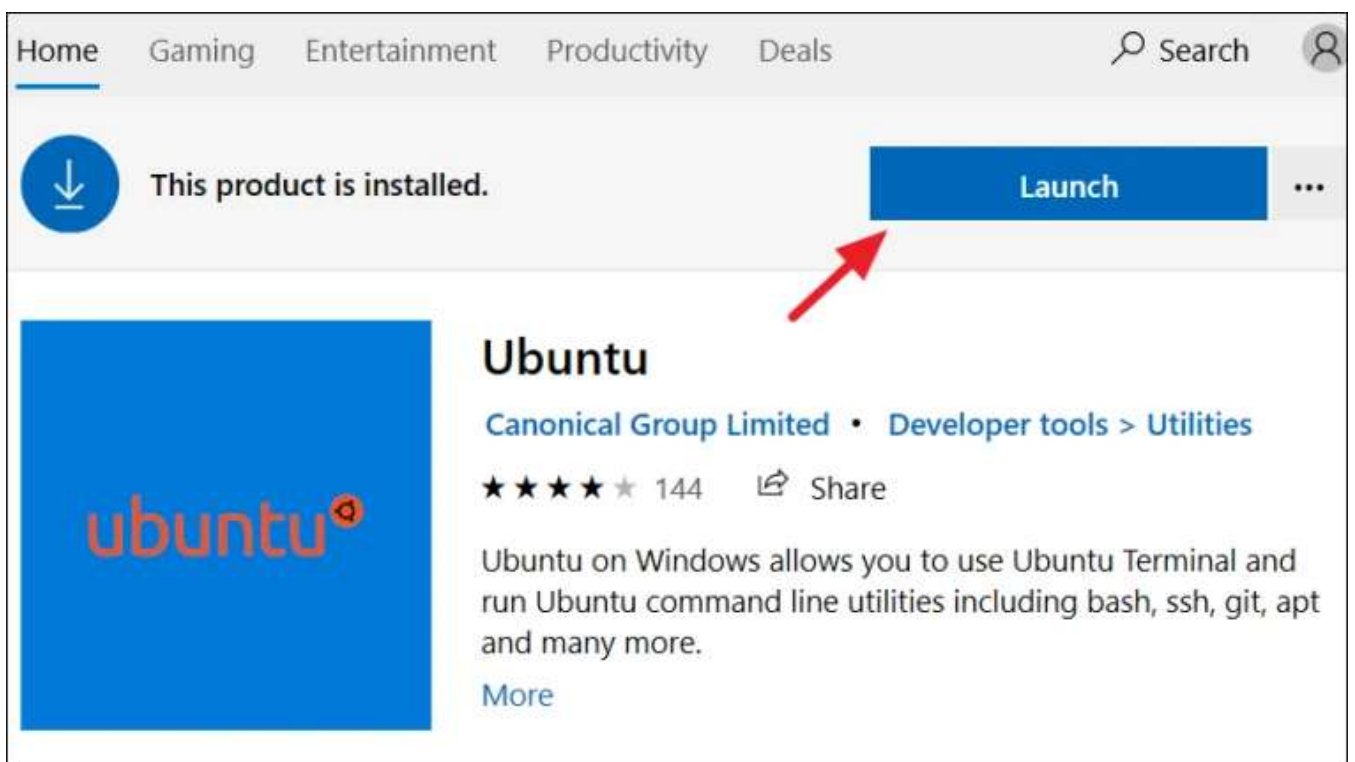 Home Gaming Entertainment Productivity Deals Search
This product is installed. Launch ...
Ubuntu
Canonical Group Limited • Developer tools > Utilities
144 Share
ubuntu
Ubuntu on Windows allows you to use Ubuntu Terminal and
run Ubuntu command line utilities including bash, ssh, git, apt
and many more.
More